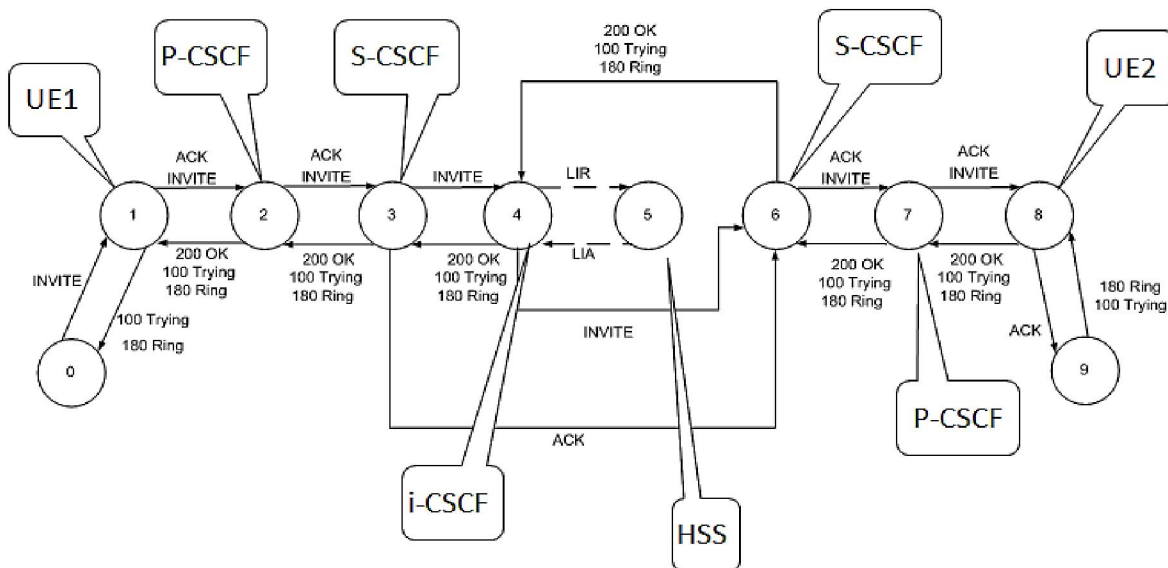 200 OK
100 Trying
180 Ring
P-CSCF
S-CSCF
S-CSCF
UE1
UE2
ACK
INVITE
ACK
INVITE
INVITE
LIR
ACK
INVITE
ACK
INVITE
1
2
3
4
5
6
7
8
200 OK
100 Trying
180 Ring
200 OK
100 Trying
180 Ring
200 OK
100 Trying
180 Ring
LIA
200 OK
100 Trying
180 Ring
200 OK
100 Trying
180 Ring
INVITE
100 Trying
180 Ring
INVITE
180 Ring
100 Trying
ACK
0
9
P-CSCF
ACK
i-CSCF
HSS